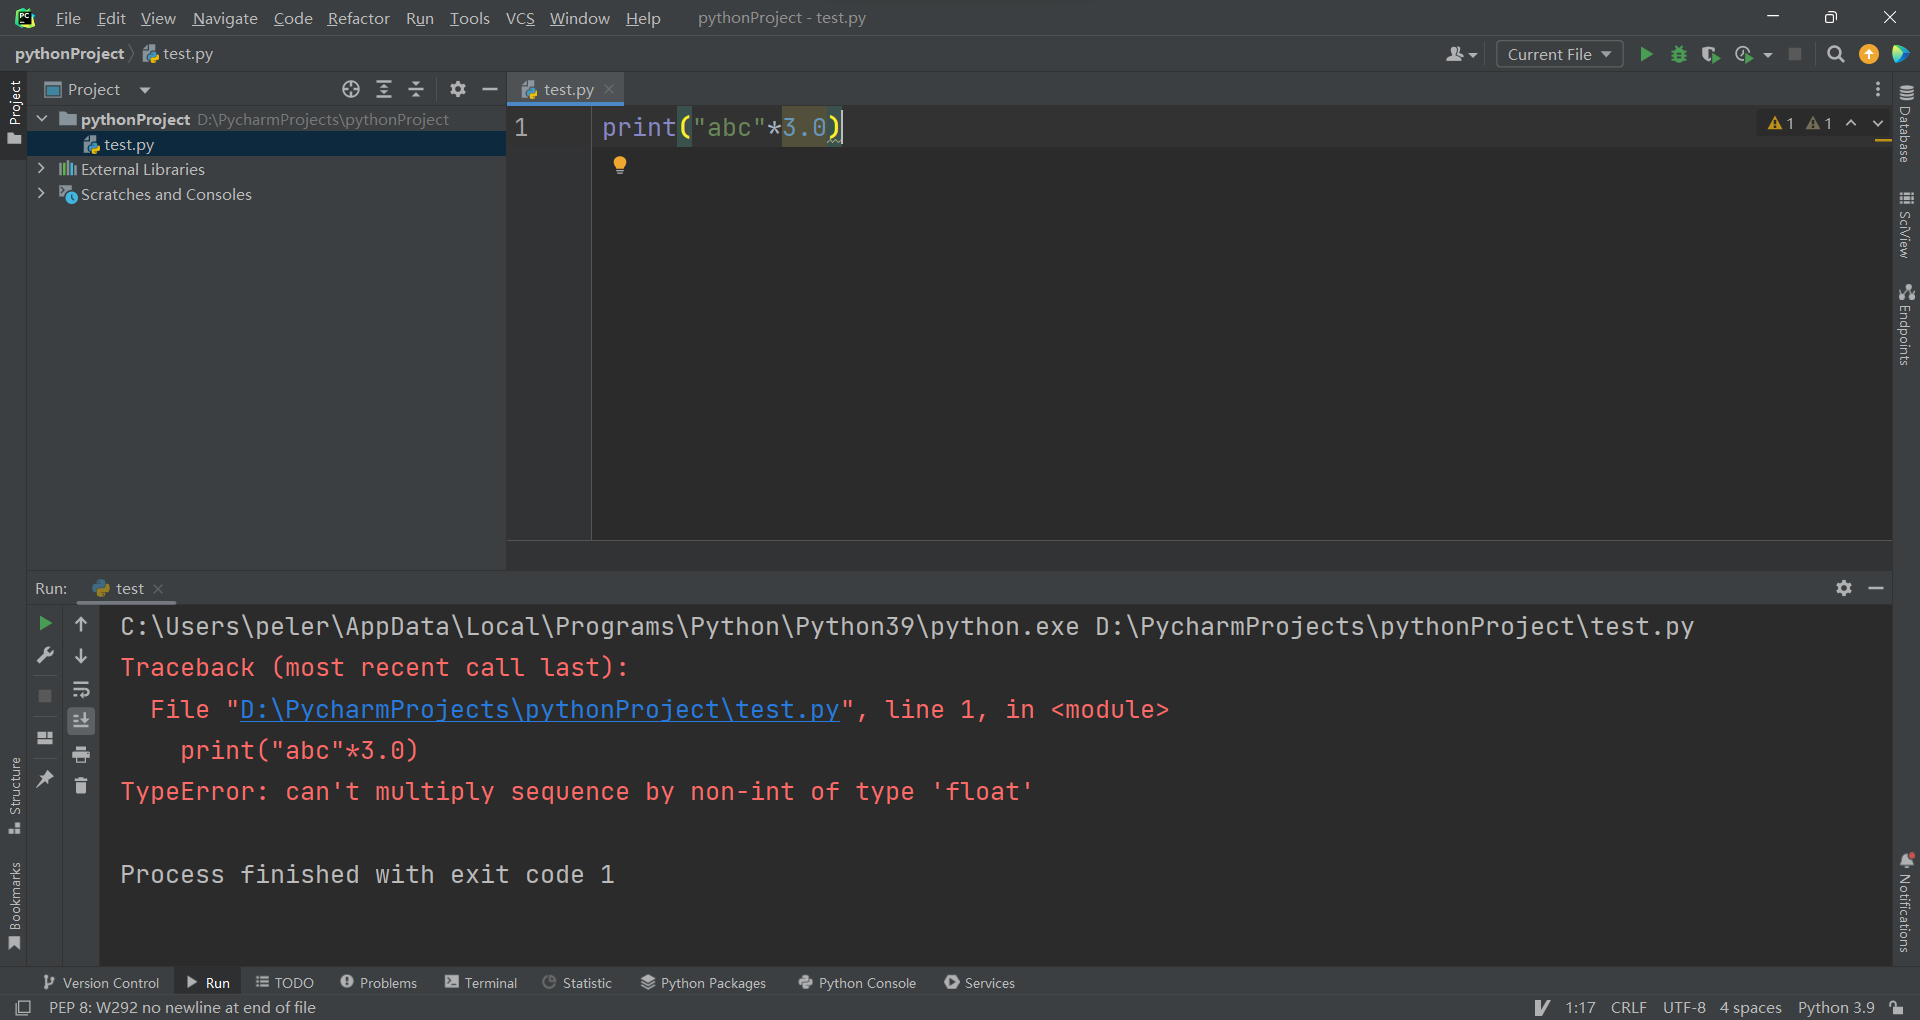 File Edit View Navigate Code Refactor Run Tools VCS Window Help pythonProject - test.py
pythonProject test.py
Current File
Project
Project
test.py
pythonProject D:\PycharmProjects\pythonProject
test.py
External Libraries
Scratches and Consoles
1
print("abc"*3.0)
1 1
Database
SciView
Endpoints
Run: test
C:\Users\peler\AppData\Local\Programs\Python\Python39\python.exe D:\PycharmProjects\pythonProject\test.py
Traceback (most recent call last):
File "D:\PycharmProjects\pythonProject\test.py", line 1, in <module>
print("abc"*3.0)
TypeError: can't multiply sequence by non-int of type 'float'
Process finished with exit code 1
Structure
Bookmarks
Notifications
Version Control Run TODO Problems Terminal Statistic Python Packages Python Console Services
PEP 8: W292 no newline at end of file 1:17 CRLF UTF-8 4 spaces Python 3.9